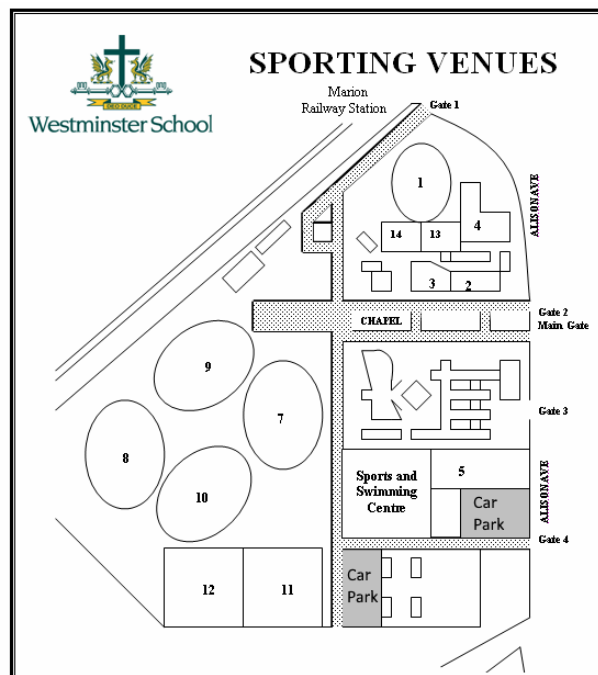 SPORTING VENUES
DEO DUCE
Westminster School
Marion
Railway Station
Gate 1
1
ALISON AVE
14
13
4
3
2
CHAPEL
Gate 2
Main Gate
9
7
Gate 3
8
10
Sports and
Swimming
Centre
5
Car
Park
ALISON AVE
Gate 4
12
11
Car
Park